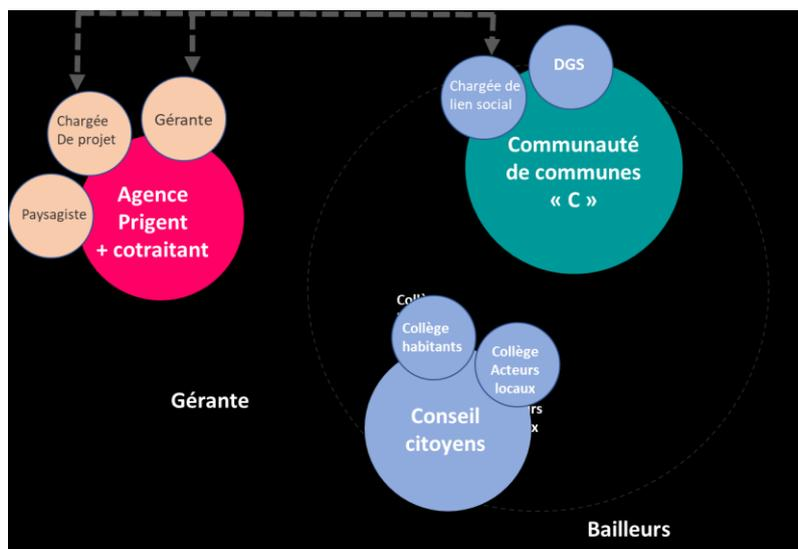 DGS
Chargée de
lien social
Communauté
de communes
« C »
Chargée
De projet
Gérante
Paysagiste
Agence
Prigent
+ cotraitant
Collège
habitants
Collège
Acteurs
locaux
Conseil
citoyens
Gérante
Bailleurs